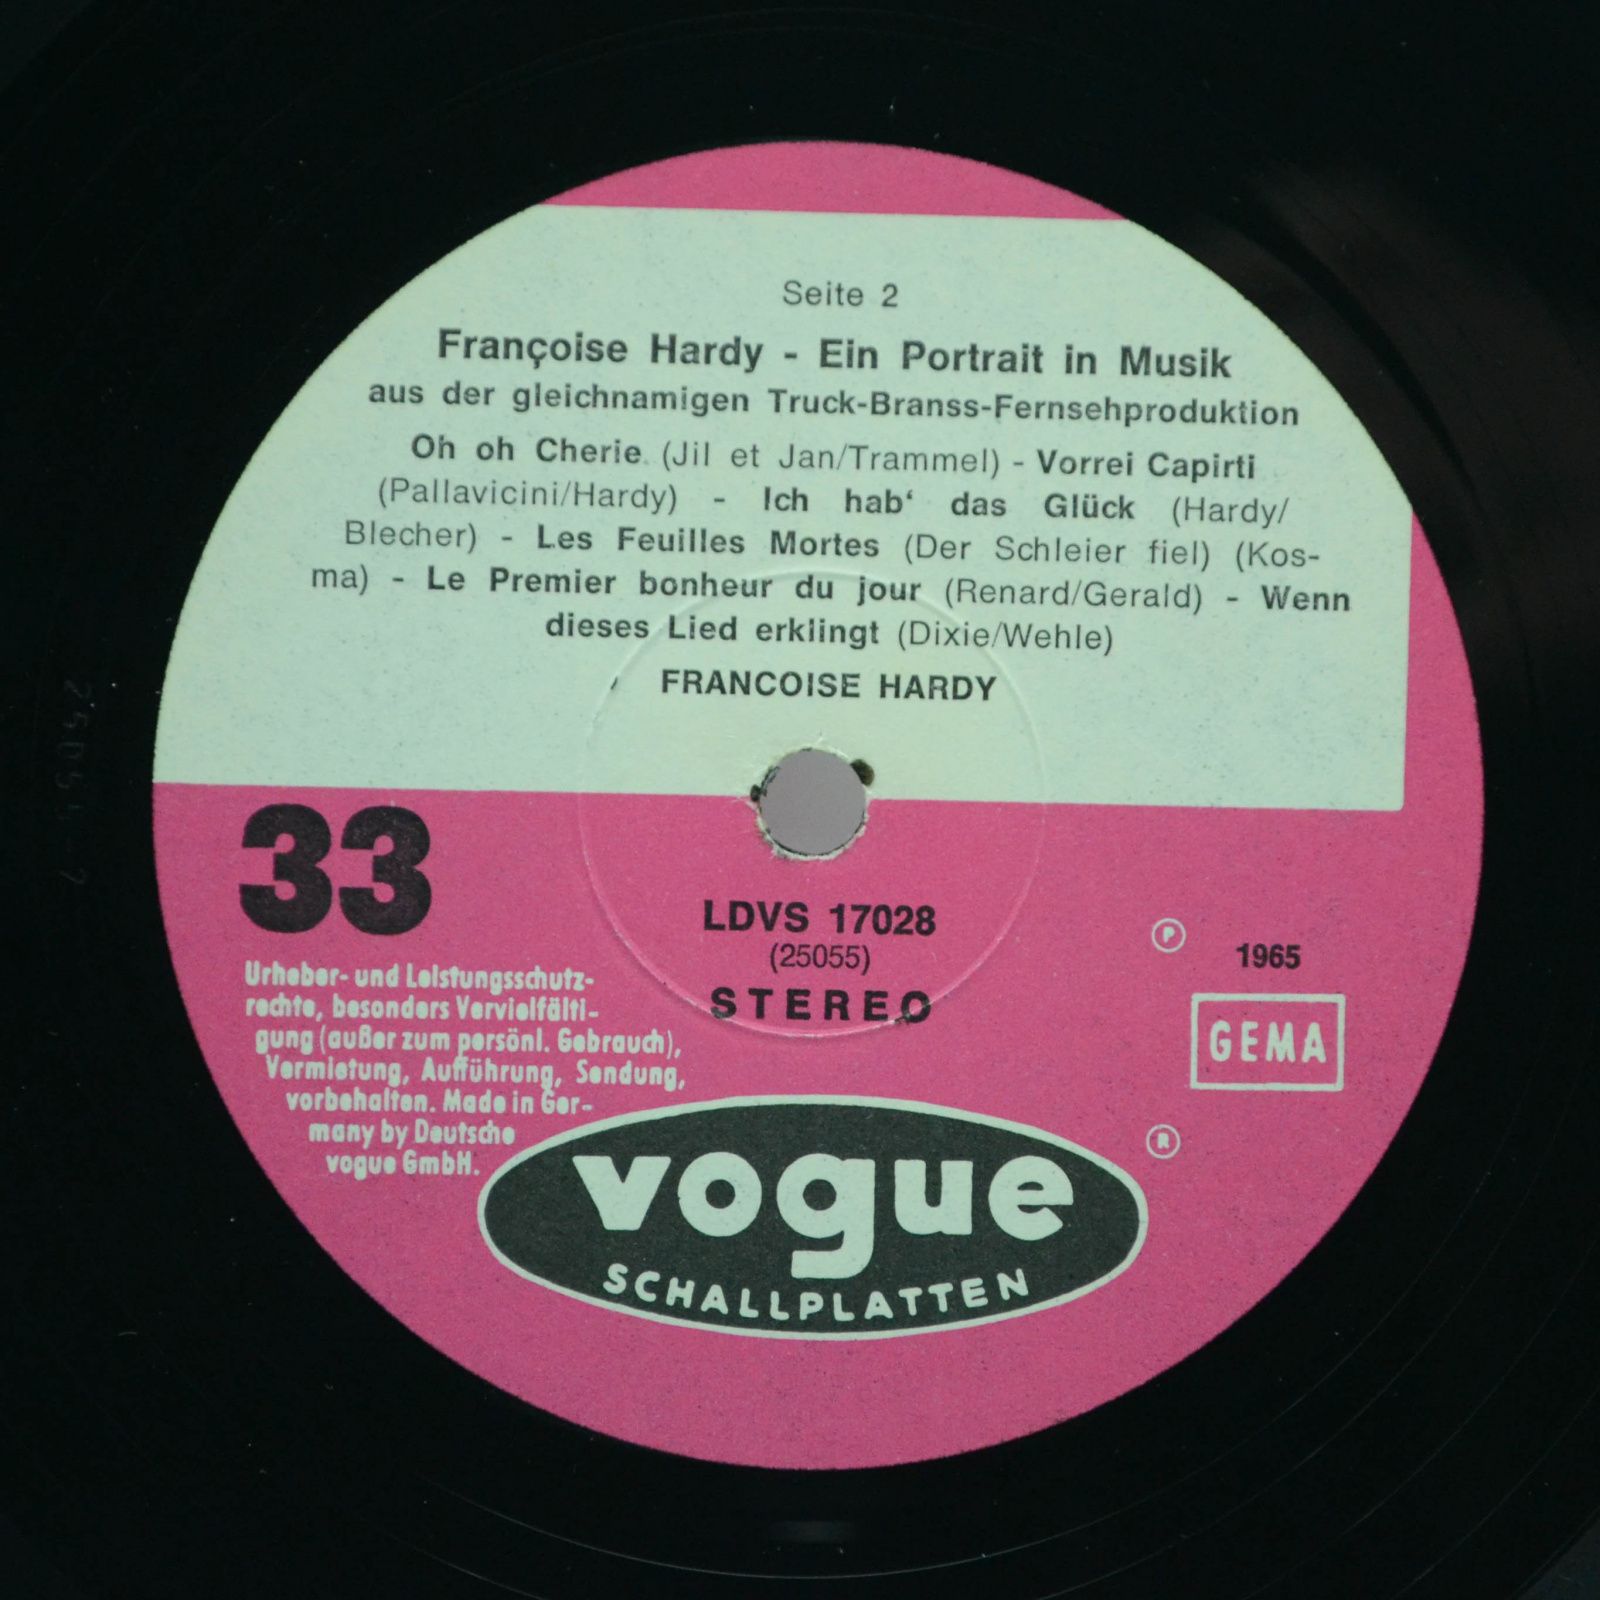 Seite 2
Françoise Hardy - Ein Portrait in Musik
aus der gleichnamigen Truck-Branss-Fernsehproduktion
Oh oh Cherie (Jil et Jan/Trammel) - Vorrei Capirti
(Pallavicini/Hardy) - Ich hab‘ das Glück (Hardy/
Blecher) - Les Feuilles Mortes (Der Schleier fiel) (Kos-
ma) - Le Premier bonheur du jour (Renard/Gerald) - Wenn
dieses Lied erklingt (Dixie/Wehle)
FRANCOISE HARDY
33
LDVS 17028
(25055)
STEREO
Ⓟ 1965
GEMA
Urheber- und Leistungsschutz-
rechte, besonders Vervielfälti-
gung (außer zum persönl. Gebrauch),
Vermietung, Aufführung, Sendung,
vorbehalten. Made in Ger-
many by Deutsche
vogue GmbH.
®
vogue
SCHALLPLATTEN